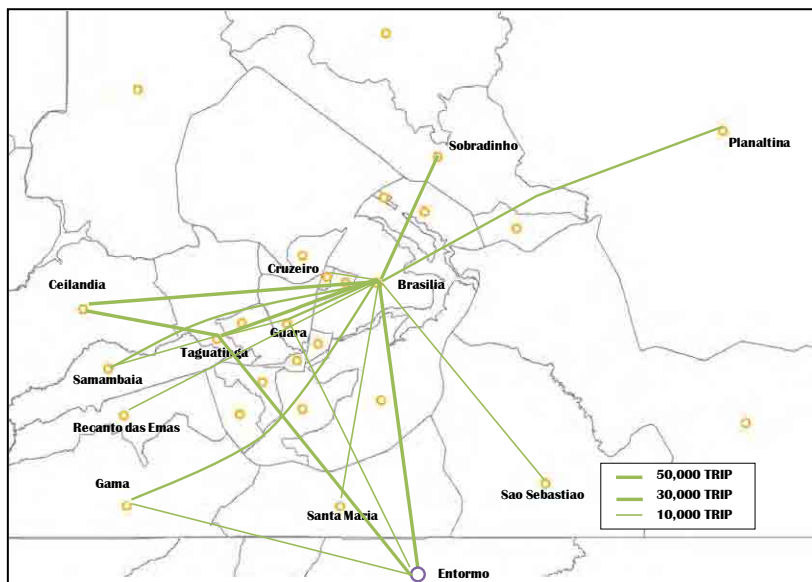 Sobradinho
Planaltina
Cruzeiro
Brasilia
Ceilandia
Guara
Taguatinga
Samambaia
Recanto das Emas
Gama
Santa Maria
Sao Sebastiao
50,000 TRIP
30,000 TRIP
10,000 TRIP
Entormo